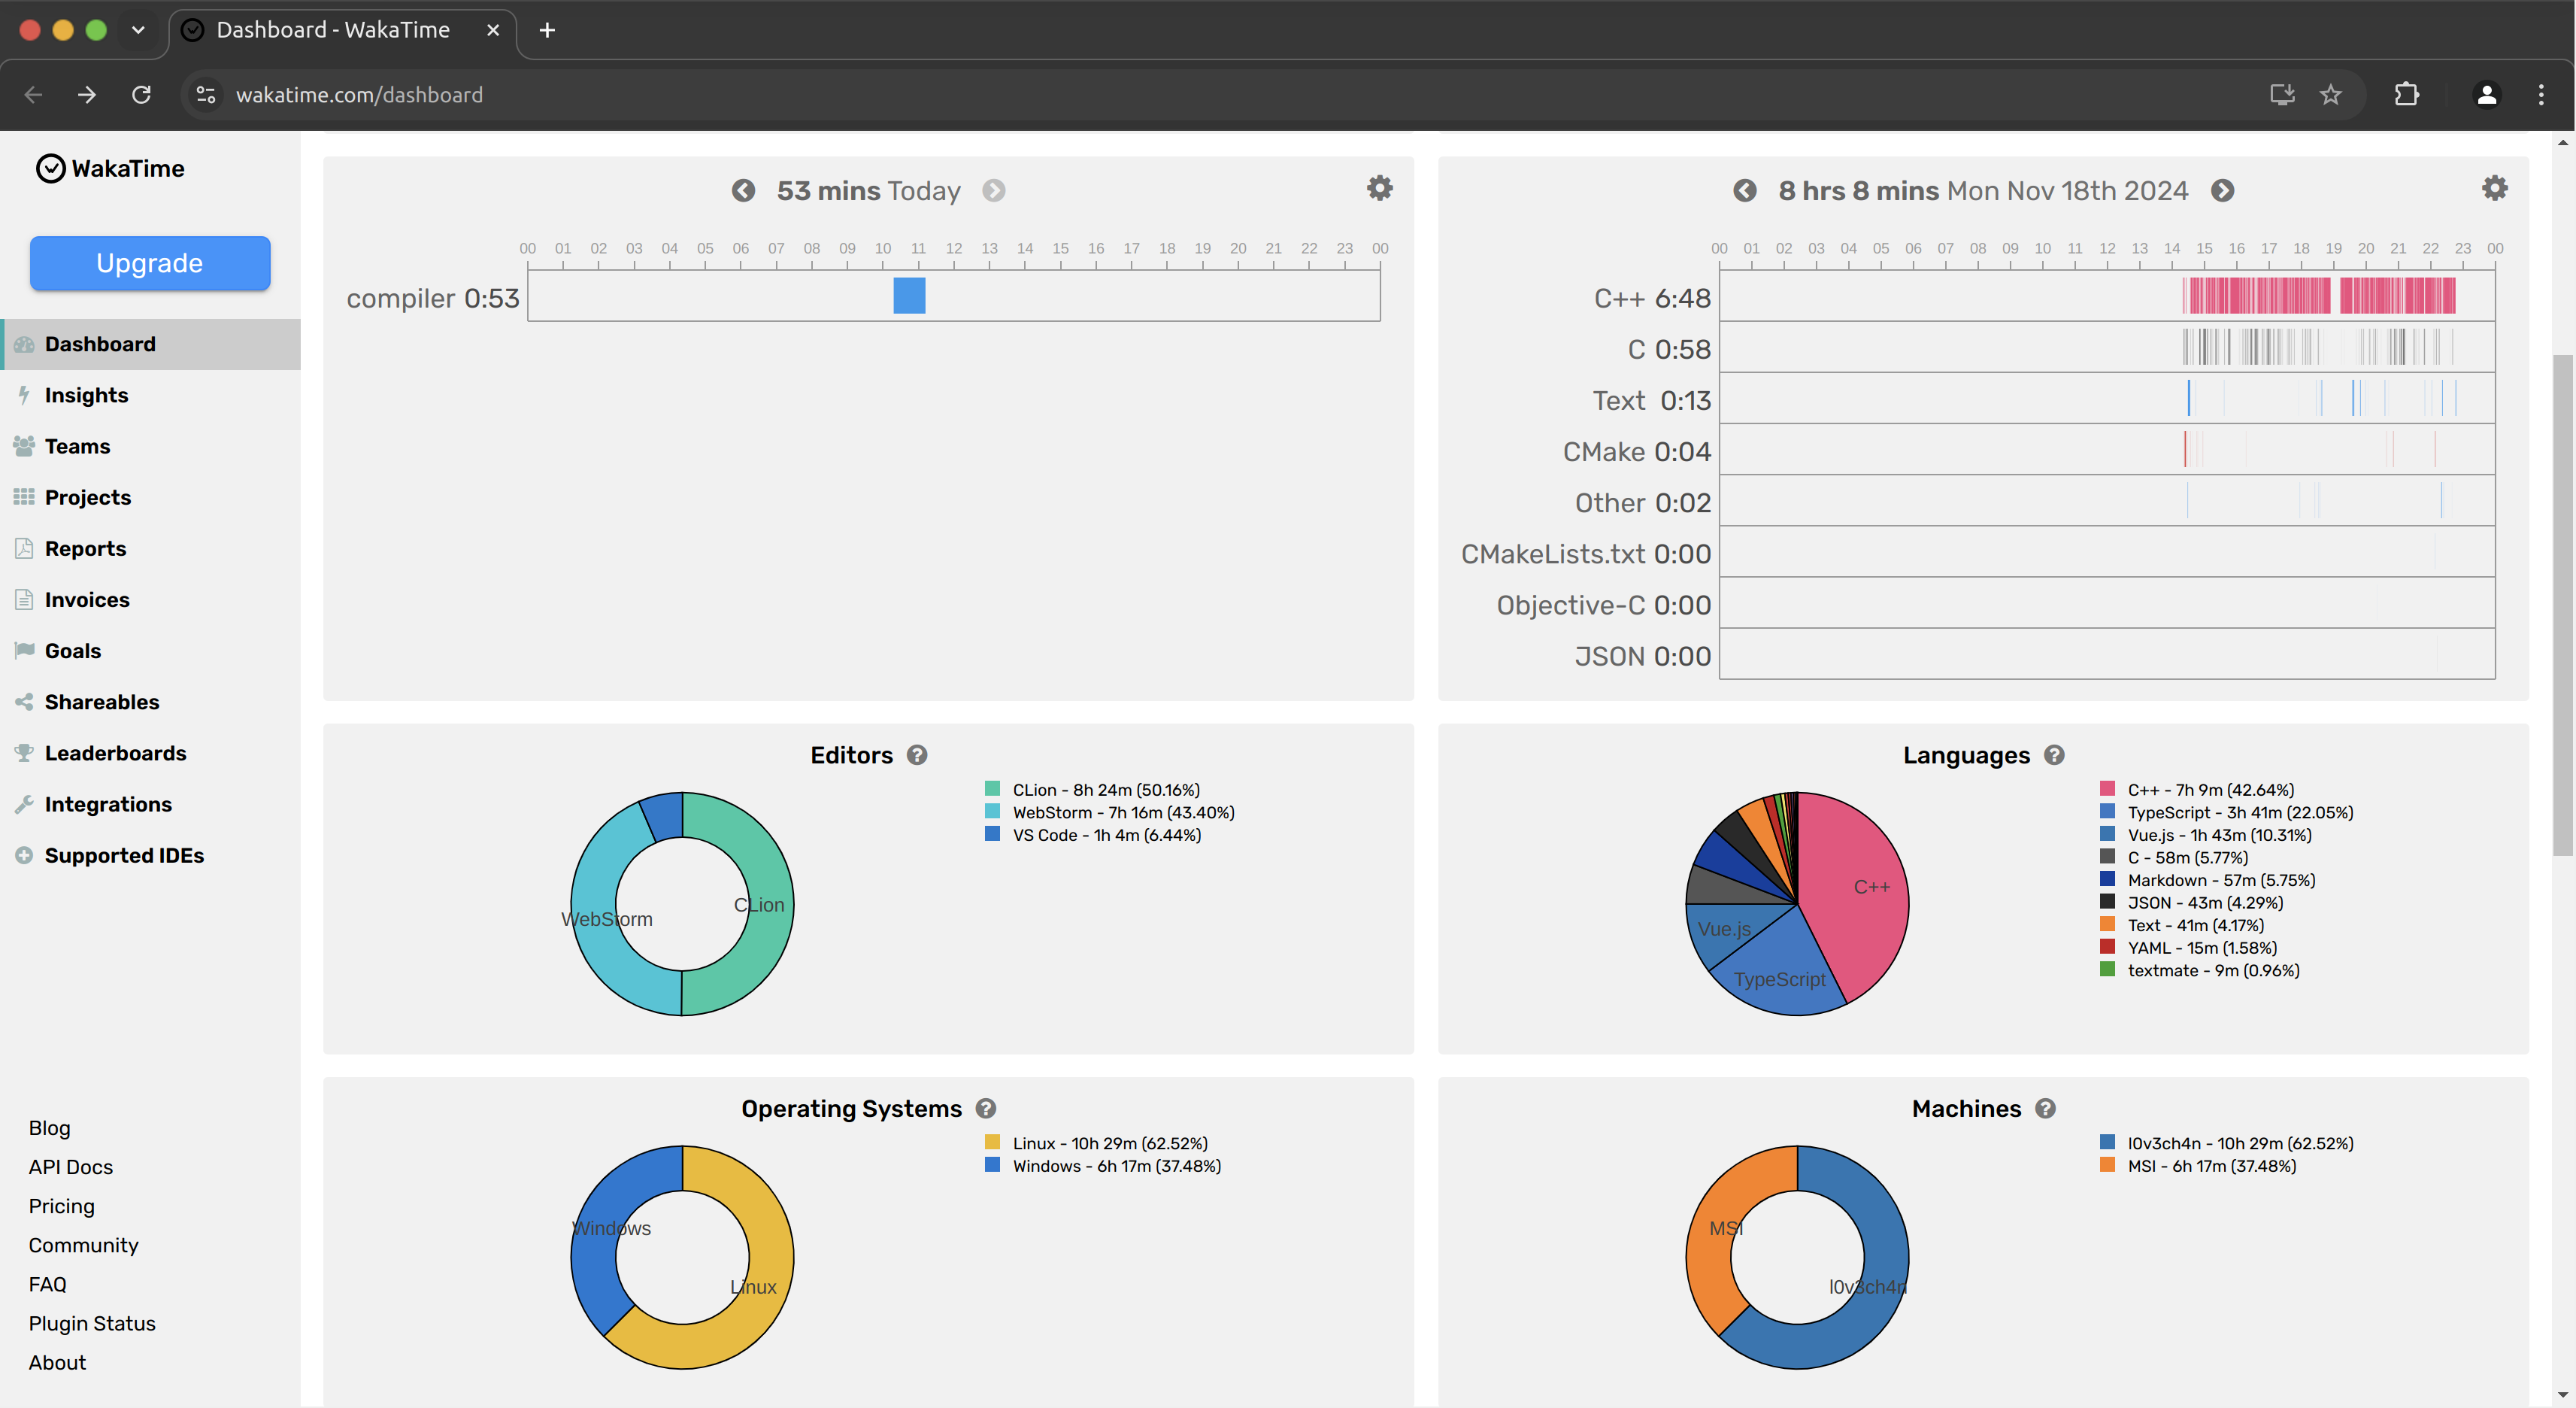 Dashboard - WakaTime
wakatime.com/dashboard
WakaTime
Upgrade
Dashboard
Insights
Teams
Projects
Reports
Invoices
Goals
Shareables
Leaderboards
Integrations
Supported IDEs
Blog
API Docs
Pricing
Community
FAQ
Plugin Status
About
53 mins Today
00 01 02 03 04 05 06 07 08 09 10 11 12 13 14 15 16 17 18 19 20 21 22 23 00
compiler 0:53
8 hrs 8 mins Mon Nov 18th 2024
00 01 02 03 04 05 06 07 08 09 10 11 12 13 14 15 16 17 18 19 20 21 22 23 00
C++ 6:48
C 0:58
Text 0:13
CMake 0:04
Other 0:02
CMakeLists.txt 0:00
Objective-C 0:00
JSON 0:00
Editors
CLion - 8h 24m (50.16%)
WebStorm - 7h 16m (43.40%)
VS Code - 1h 4m (6.44%)
CLion
WebStorm
Languages
C++ - 7h 9m (42.64%)
TypeScript - 3h 41m (22.05%)
Vue.js - 1h 43m (10.31%)
C - 58m (5.77%)
Markdown - 57m (5.75%)
JSON - 43m (4.29%)
Text - 41m (4.17%)
YAML - 15m (1.58%)
textmate - 9m (0.96%)
C++
Vue.js
TypeScript
Operating Systems
Linux - 10h 29m (62.52%)
Windows - 6h 17m (37.48%)
Windows
Linux
Machines
l0v3ch4n - 10h 29m (62.52%)
MSI - 6h 17m (37.48%)
MSI
l0v3ch4n